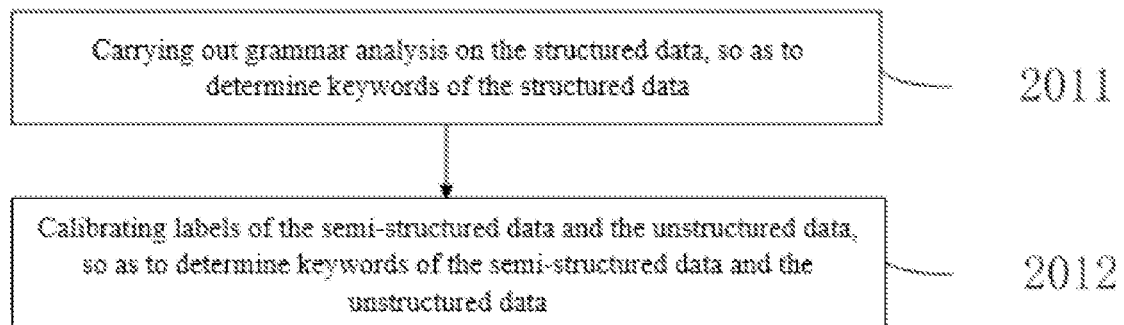 Carrying out grammar analysis on the structured data, so as to
determine keywords of the structured data
2011
Calibrating labels of the semi-structured data and the unstructured data,
so as to determine keywords of the semi-structured data and the
unstructured data
2012